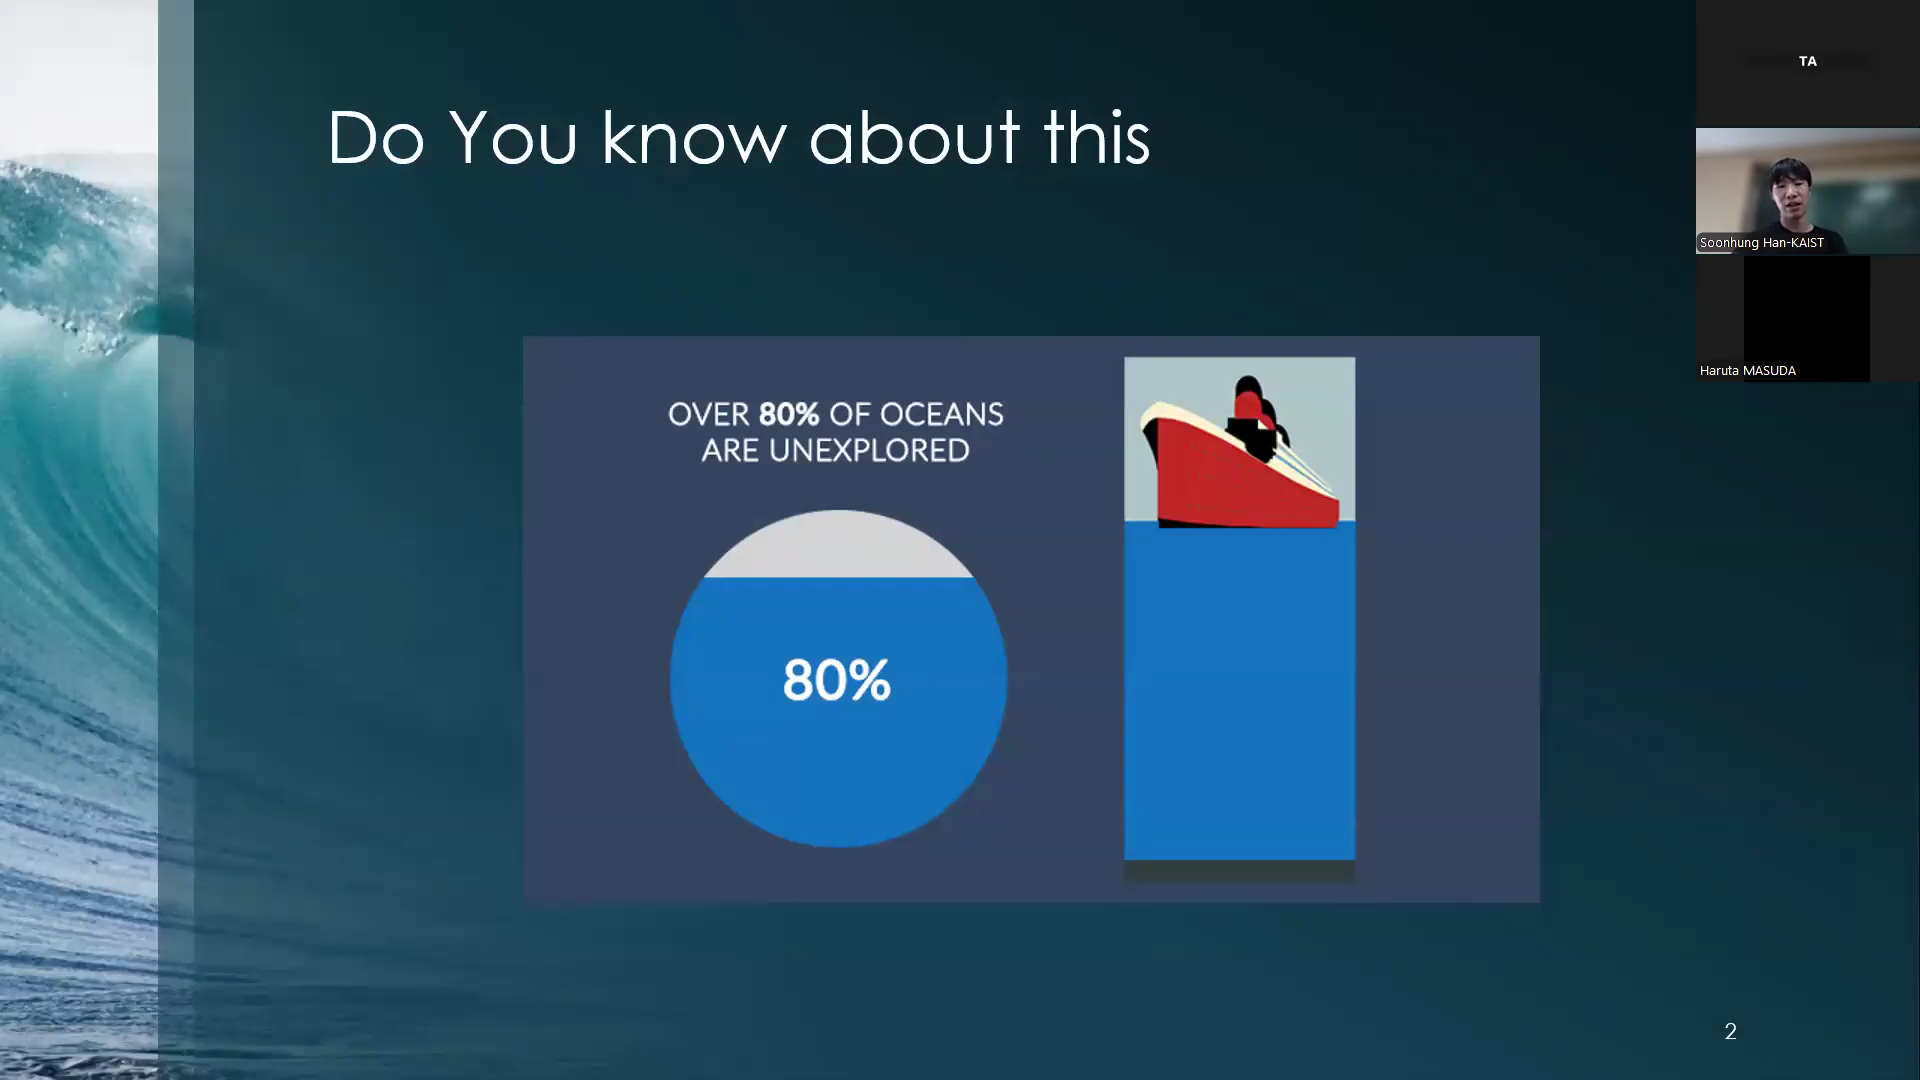 Do You know about this
OVER 80% OF OCEANS
ARE UNEXPLORED
80%
2
TA
Soonhung Han-KAIST
Haruta MASUDA